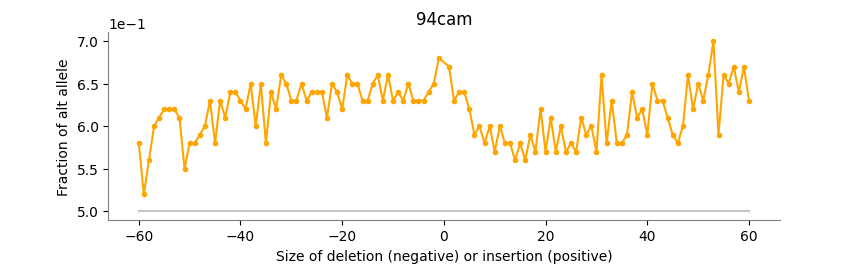 94cam
1e−1
7.0
6.5
6.0
5.5
5.0
Fraction of alt allele
−60 −40 −20 0 20 40 60
Size of deletion (negative) or insertion (positive)